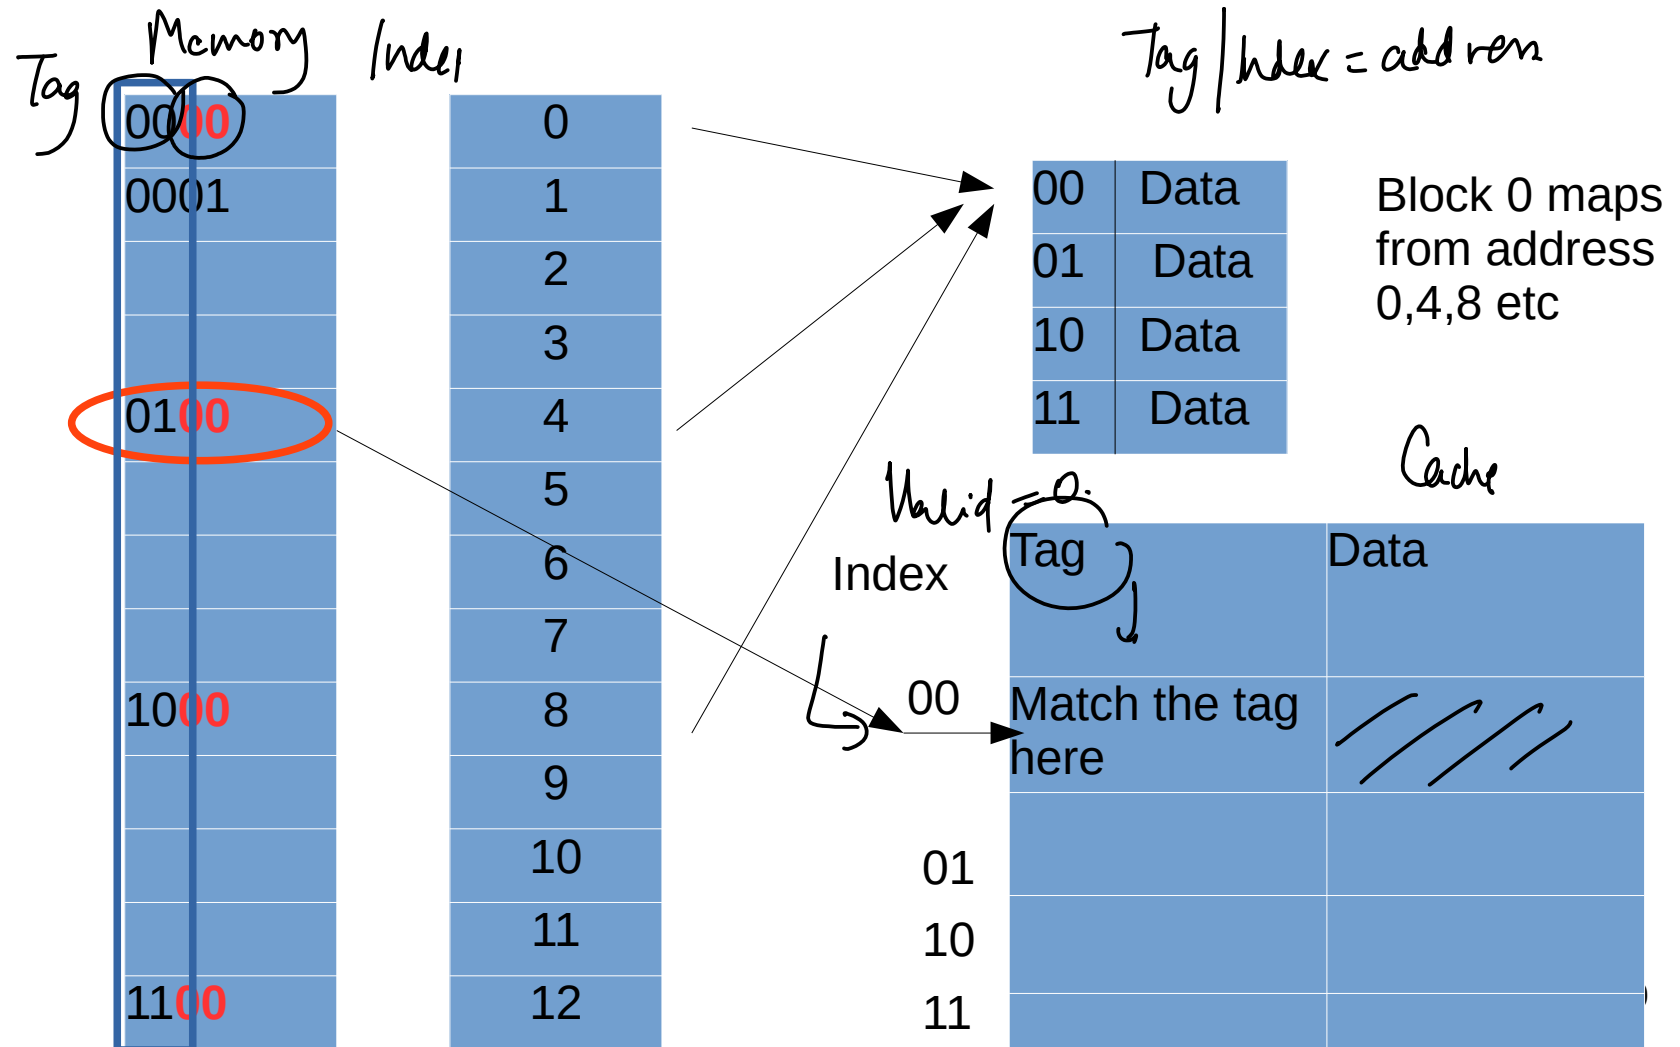 Tag Memory Index
Tag | Index = address
0000
0001
0100
1000
1100
0
1
2
3
4
5
6
7
8
9
10
11
12
00 Data
01 Data
10 Data
11 Data
Block 0 maps
from address
0,4,8 etc
Cache
Valid = 0.
Index
Tag Data
00 Match the tag
here
01
10
11